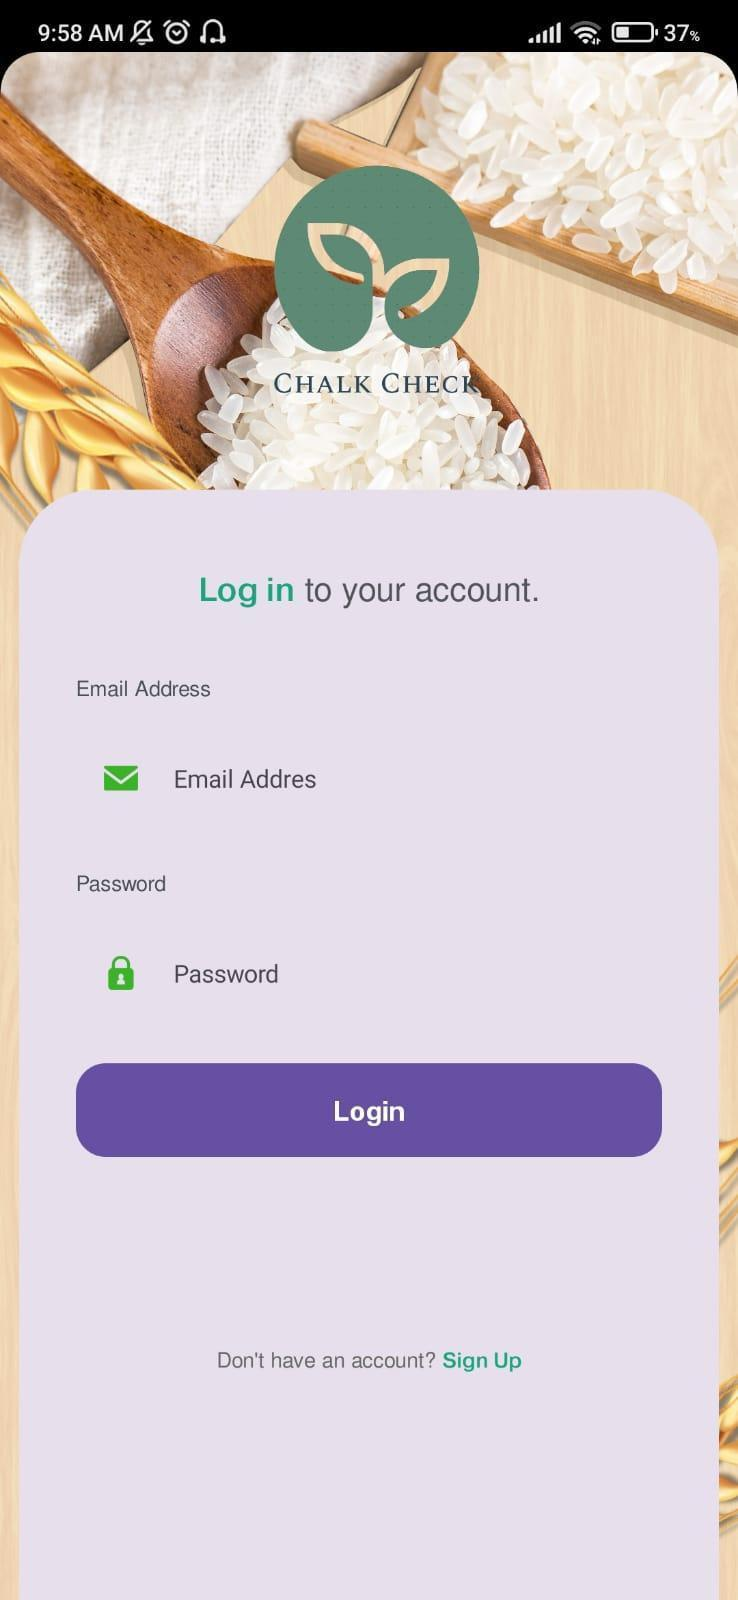 9:58 AM 37%
CHALK CHECK
Log in to your account.
Email Address
Email Addres
Password
Password
Login
Don't have an account? Sign Up